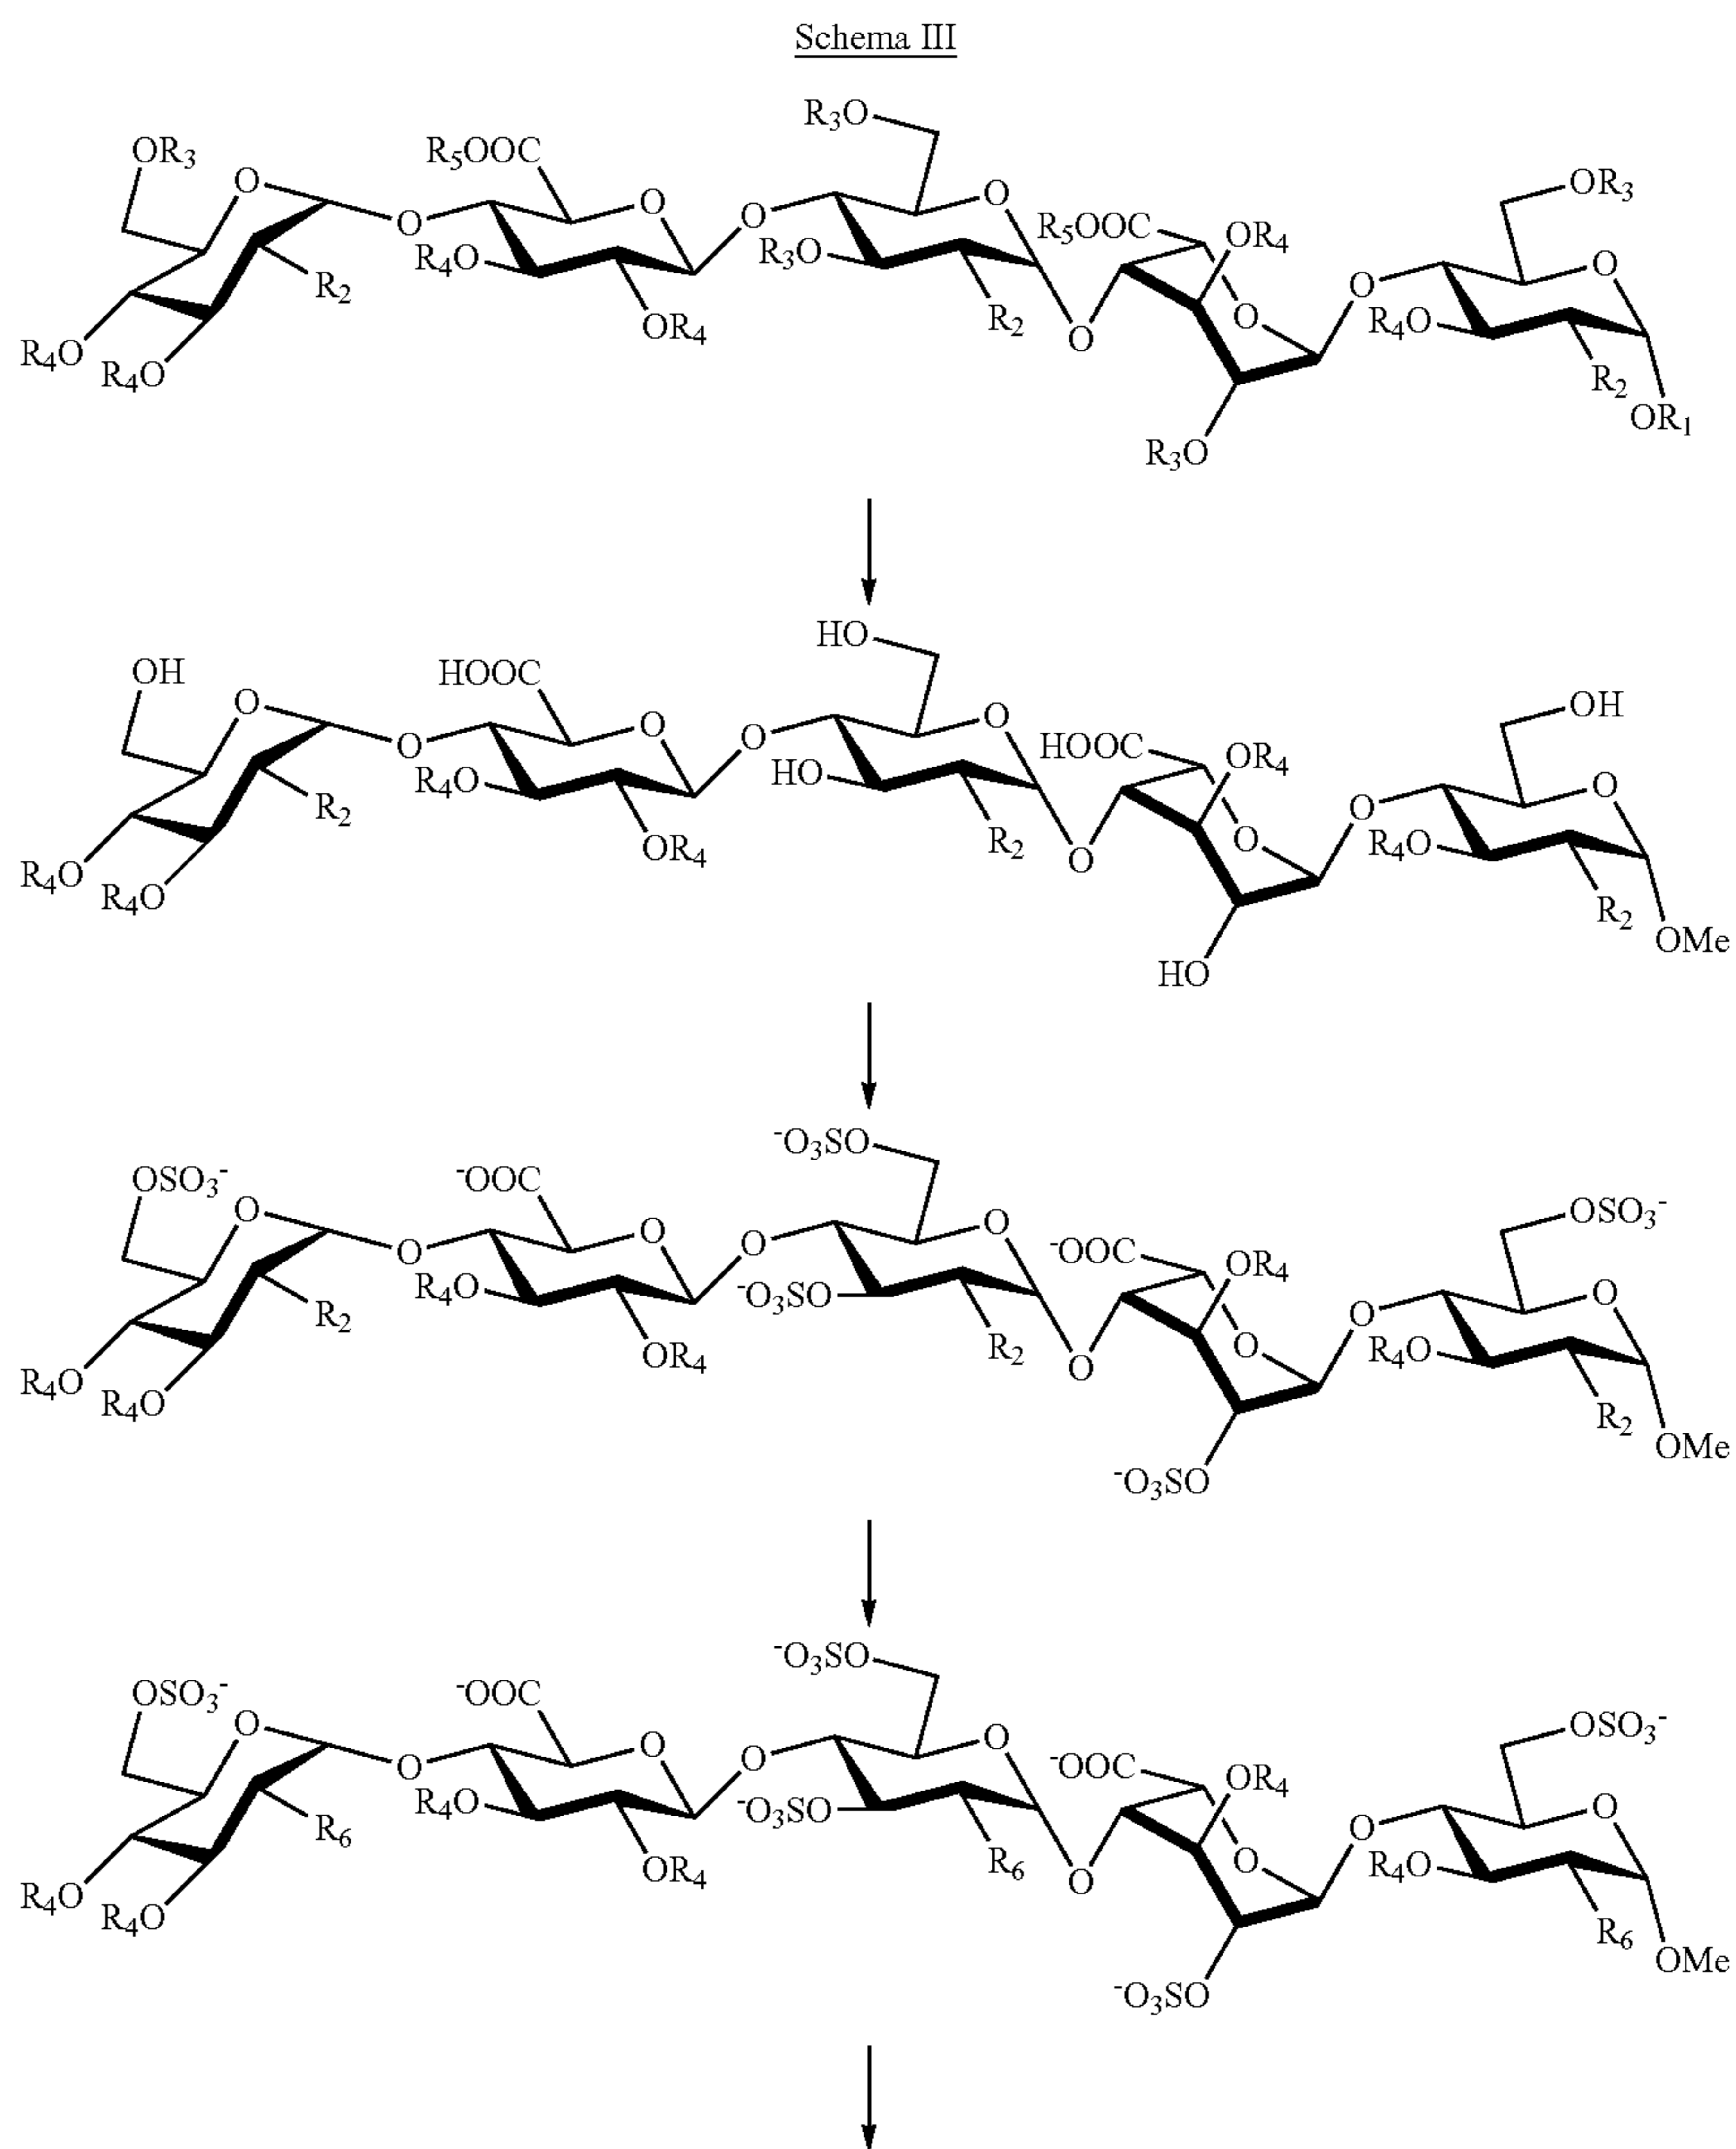 Schema III
R₃O
OR₃ O R₅OOC O O O R₅OOC OR₄ OR₃
O R₄O R₃O O O
R₂ OR₄ R₂ O O R₄O R₂
R₄O R₄O R₃O OR₁
HO
OH O HOOC O O O HOOC OR₄ OH
O R₄O HO O O
R₂ OR₄ R₂ O O R₄O R₂
R₄O R₄O HO OMe
⁻O₃SO
OSO₃⁻ O ⁻OOC O O O ⁻OOC OR₄ OSO₃⁻
O R₄O ⁻O₃SO O O
R₂ OR₄ R₂ O O R₄O R₂
R₄O R₄O ⁻O₃SO OMe
⁻O₃SO
OSO₃⁻ O ⁻OOC O O O ⁻OOC OR₄ OSO₃⁻
O R₄O ⁻O₃SO O O
R₆ OR₄ R₆ O O R₄O R₆
R₄O R₄O ⁻O₃SO OMe